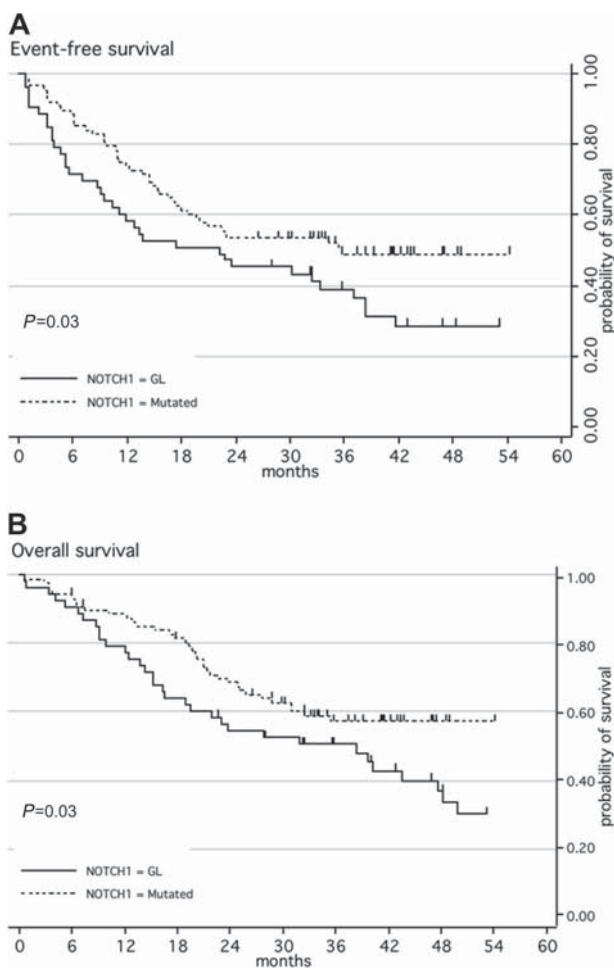 A
Event-free survival
1.00
0.80
0.60
0.40
0.20
0.00
probability of survival
P=0.03
NOTCH1 = GL
NOTCH1 = Mutated
0 6 12 18 24 30 36 42 48 54 60
months
B
Overall survival
1.00
0.80
0.60
0.40
0.20
0.00
probability of survival
P=0.03
NOTCH1 = GL
NOTCH1 = Mutated
0 6 12 18 24 30 36 42 48 54 60
months